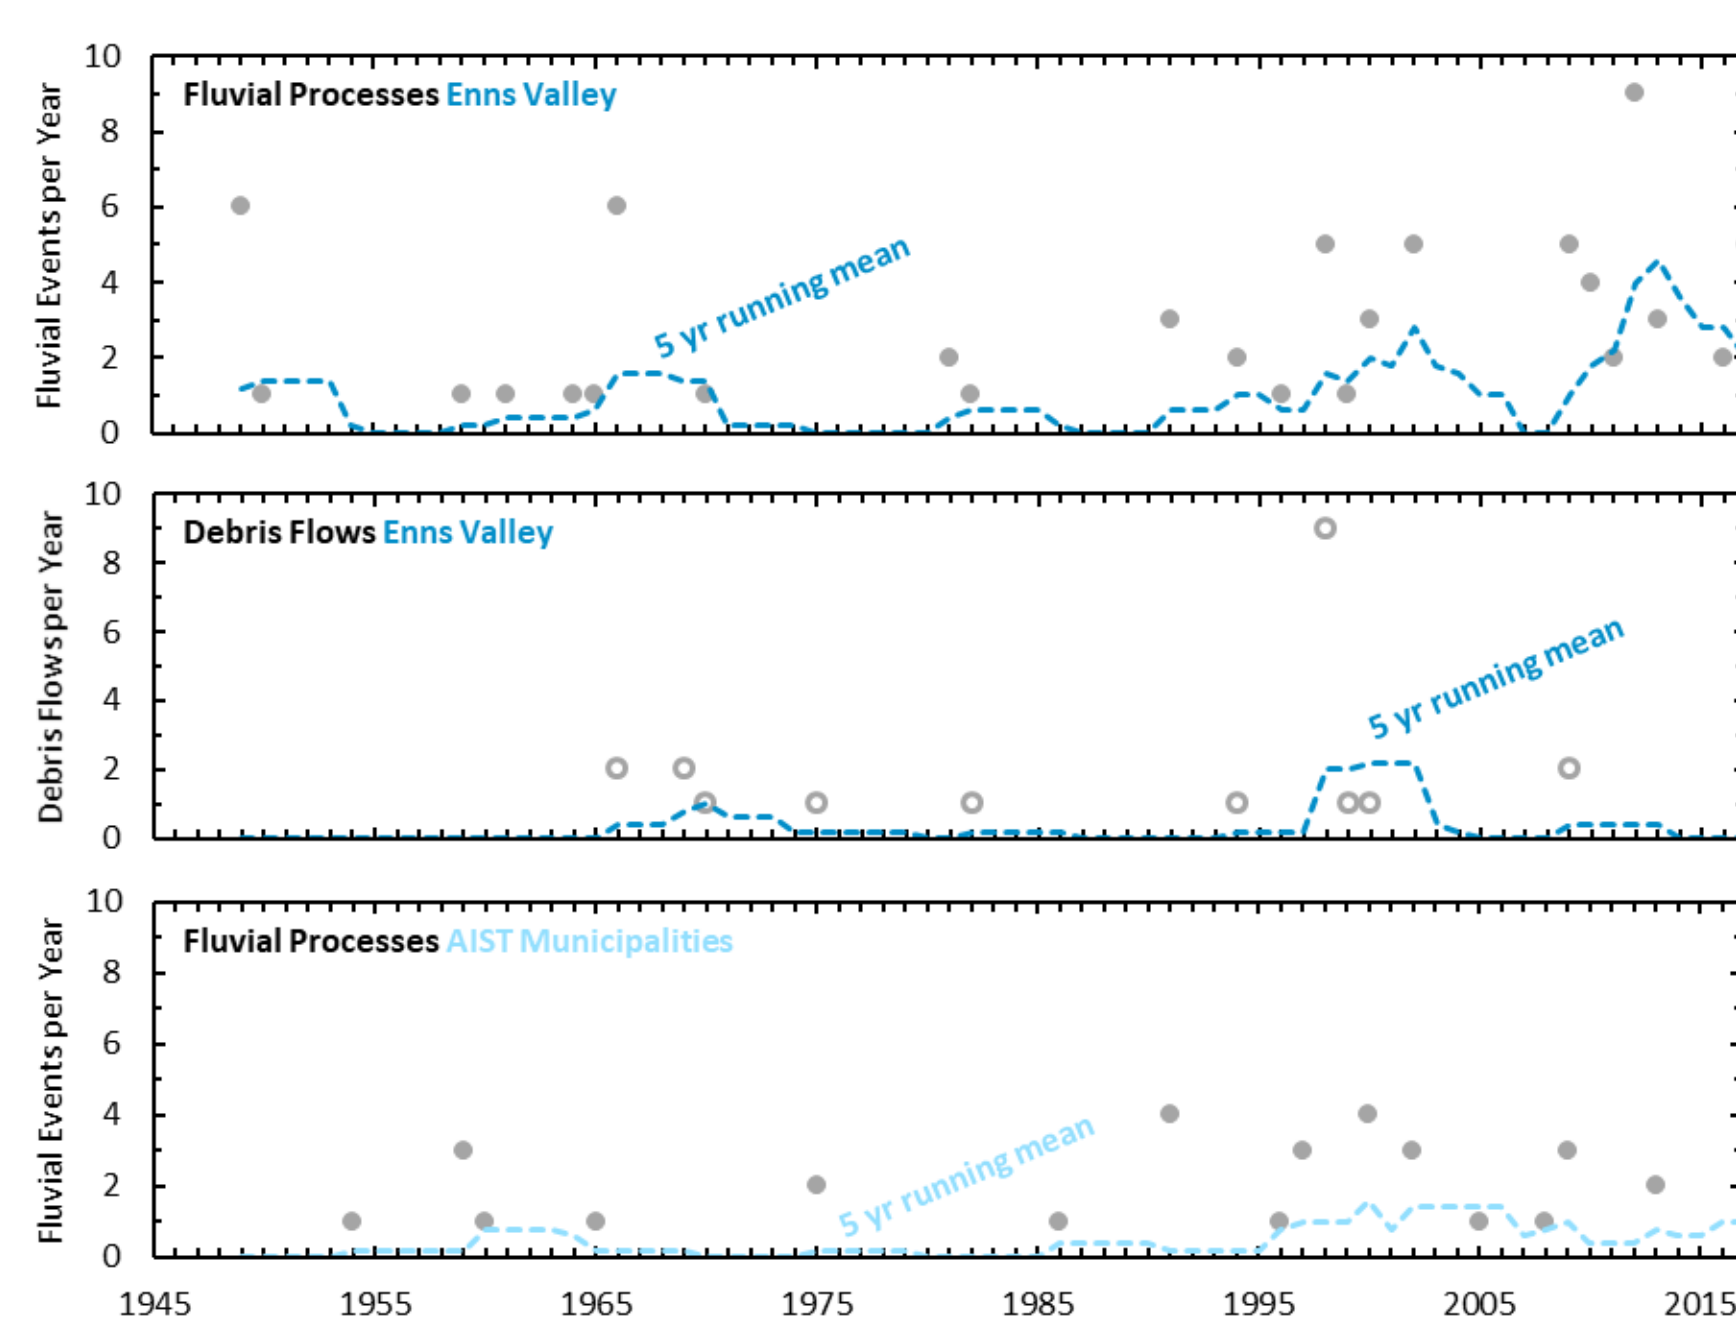 Fluvial Events per Year
10
8
6
4
2
0
Fluvial Processes Enns Valley
5 yr running mean
Debris Flows per Year
10
8
6
4
2
0
Debris Flows Enns Valley
5 yr running mean
Fluvial Events per Year
10
8
6
4
2
0
Fluvial Processes AIST Municipalities
5 yr running mean
1945 1955 1965 1975 1985 1995 2005 2015